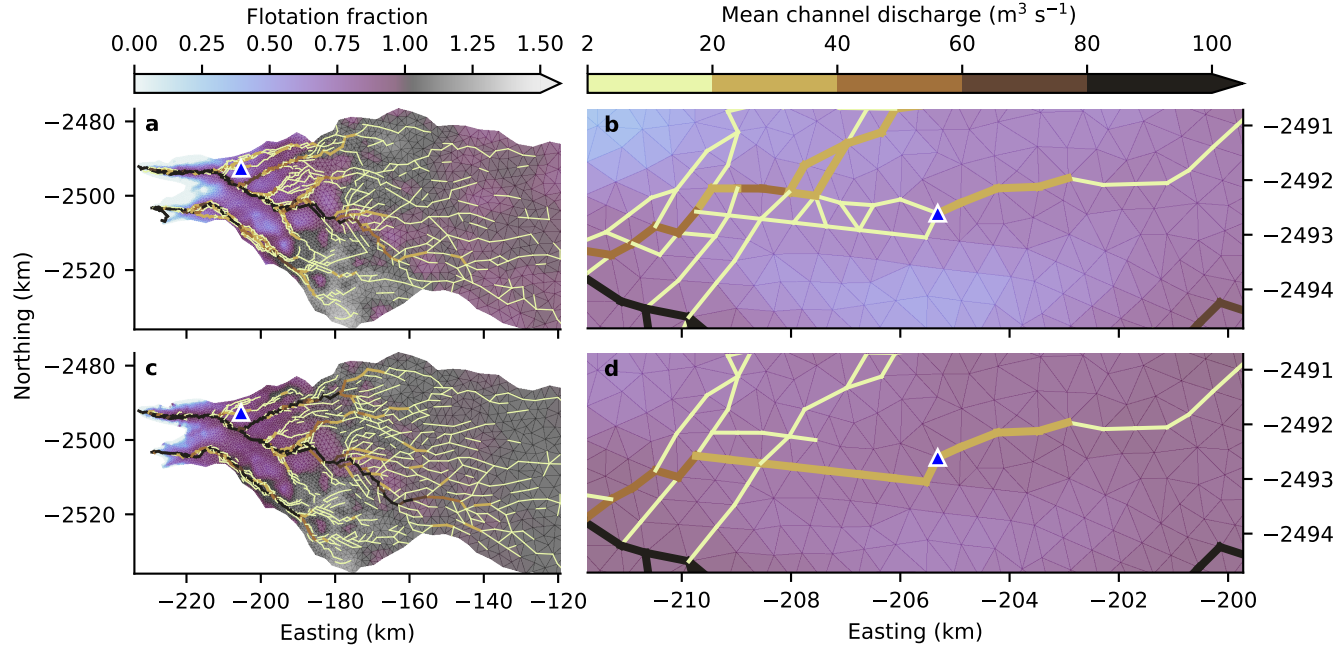 Flotation fraction
0.00 0.25 0.50 0.75 1.00 1.25 1.50
Mean channel discharge (m³ s⁻¹)
2 20 40 60 80 100
a
−2480
−2500
−2520
b
−2491
−2492
−2493
−2494
Northing (km)
c
−2480
−2500
−2520
−220 −200 −180 −160 −140 −120
Easting (km)
d
−2491
−2492
−2493
−2494
−210 −208 −206 −204 −202 −200
Easting (km)